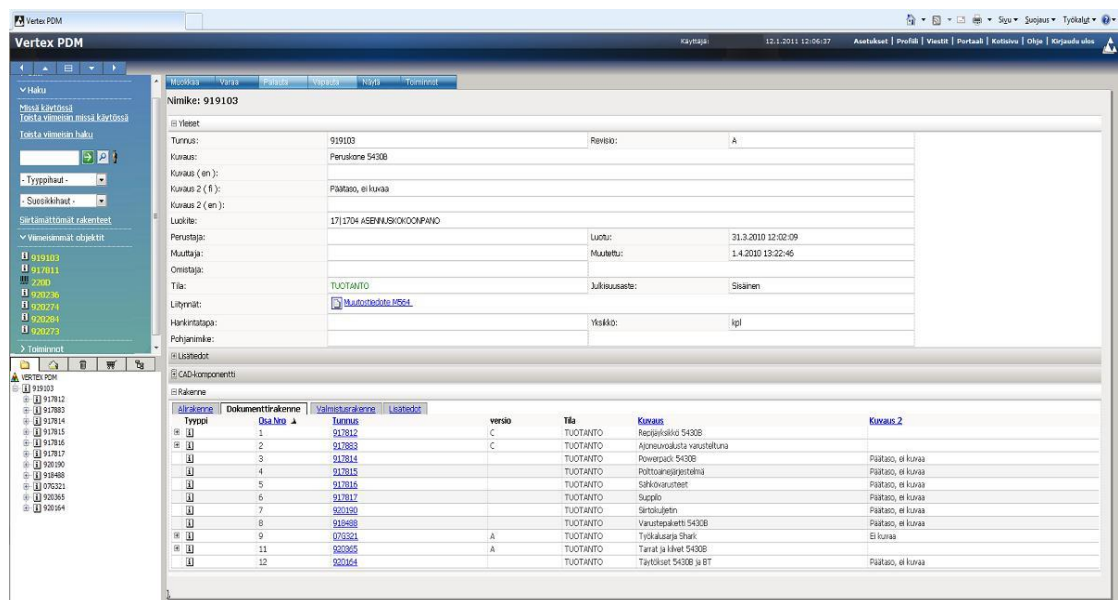 Vertex PDM
Sivu Suojaus Työkalut
Vertex PDM
Käyttäjä: 12.1.2011 12:06:37 Asetukset | Profiili | Viestit | Portaali | Kotisivu | Ohje | Kirjaudu ulos
Haku
Missä käytössä
Toista viimeisin missä käytössä
Toista viimeisin haku
- Tyyppihaut -
- Suosikkihaut -
Siirtämättömät rakenteet
Viimeisimmät objektit
919103
917811
220D
920236
920274
920284
920273
Toiminnot
VERTEX PDM
919103
917812
917883
917814
917815
917816
917817
920190
918488
076321
920365
920164
Muokkaa Varaa Palauta Vapauta Näytä Toiminnot
Nimike: 919103
Yleiset
Tunnus: 919103 Revisio: A
Kuvaus: Peruskone 5430B
Kuvaus ( en ):
Kuvaus 2 ( fi ): Päätaso, ei kuvaa
Kuvaus 2 ( en ):
Luokite: 17|1704 ASENNUSKOKOONPANO
Perustaja: Luotu: 31.3.2010 12:02:09
Muuttaja: Muutettu: 1.4.2010 13:22:46
Omistaja:
Tila: TUOTANTO Julkisuusaste: Sisäinen
Liitynnät: Muutostiedote M564
Hankintatapa: Yksikkö: kpl
Pohjanimike:
Lisätiedot
CAD-komponentti
Rakenne
Alirakenne Dokumenttirakenne Valmistusrakenne Lisätiedot
Tyyppi Osa Nro Tunnus versio Tila Kuvaus Kuvaus 2
1 917812 C TUOTANTO Repijäyksikkö 5430B
2 917883 C TUOTANTO Ajoneuvoalusta varusteltuna
3 917814 TUOTANTO Powerpack 5430B Päätaso, ei kuvaa
4 917815 TUOTANTO Polttoainejärjestelmä Päätaso, ei kuvaa
5 917816 TUOTANTO Sähkövarusteet Päätaso, ei kuvaa
6 917817 TUOTANTO Suppilo Päätaso, ei kuvaa
7 920190 TUOTANTO Siirtokuljetin Päätaso, ei kuvaa
8 918488 TUOTANTO Varustepaketti 5430B Päätaso, ei kuvaa
9 076321 A TUOTANTO Työkalusarja Shark Ei kuvaa
11 920365 A TUOTANTO Tarrat ja kilvet 5430B
12 920164 TUOTANTO Täytökset 5430B ja BT Päätaso, ei kuvaa